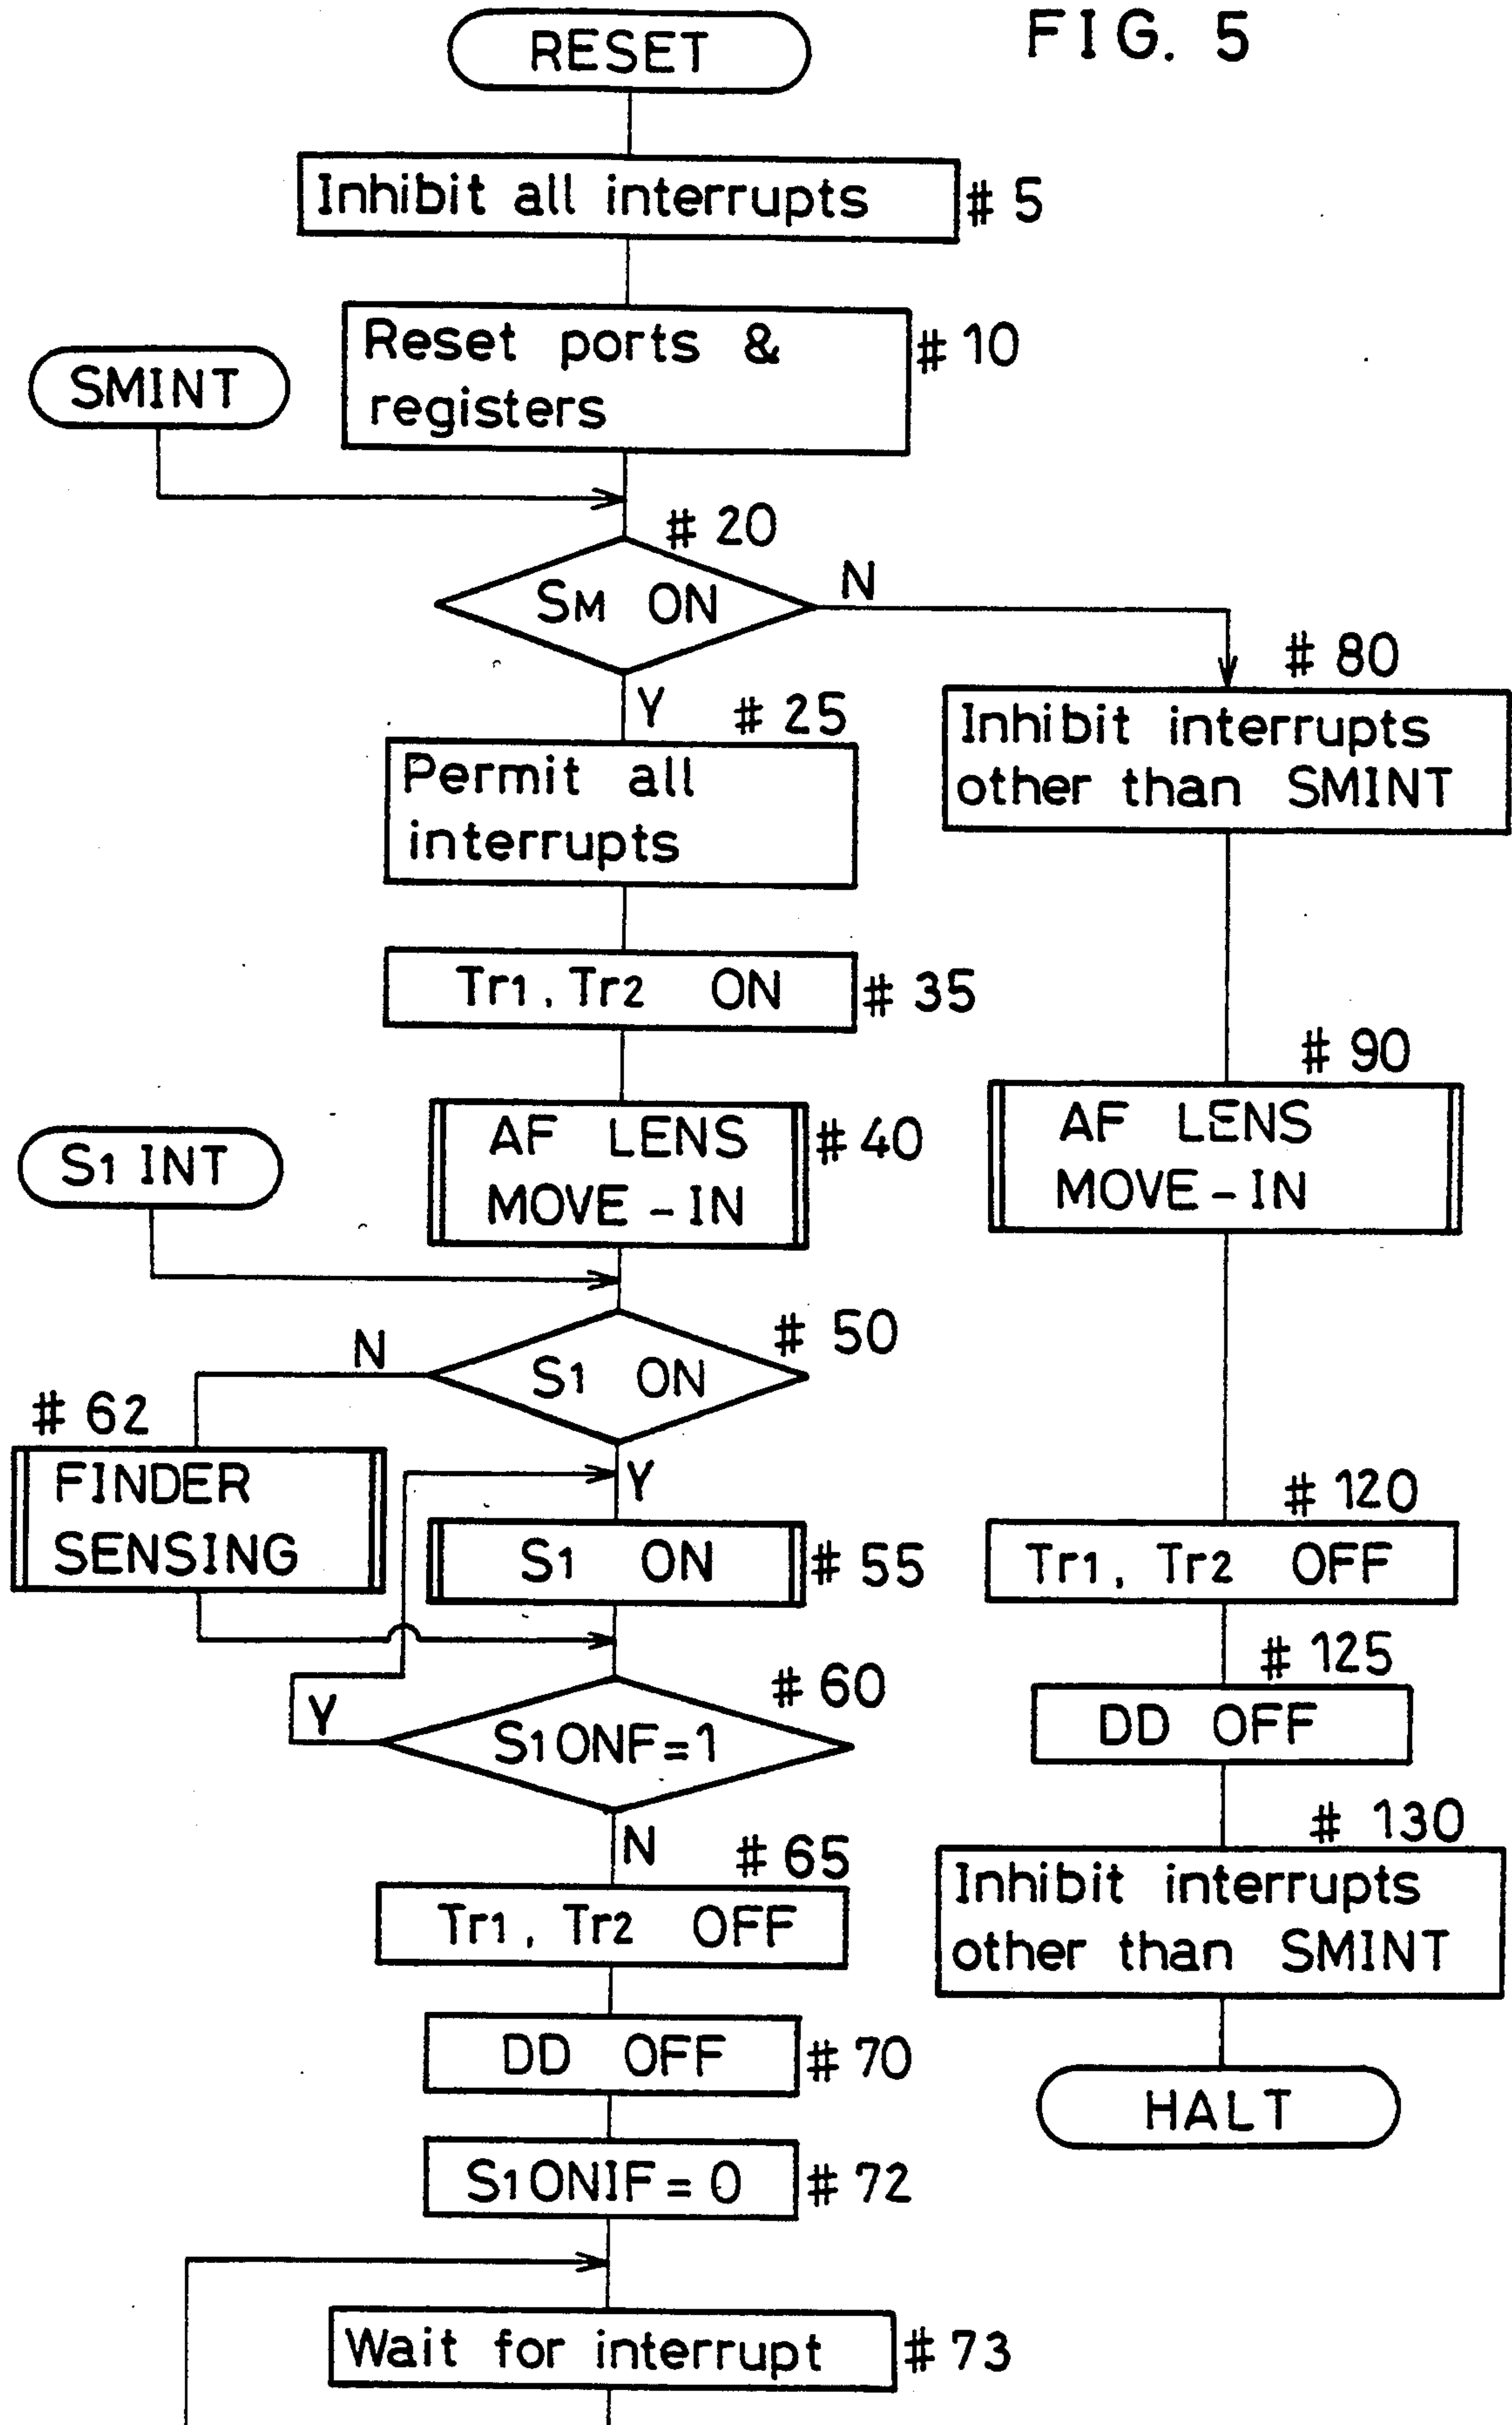 FIG. 5
RESET
Inhibit all interrupts
# 5
Reset ports &
registers
# 10
SMINT
# 20
SM ON
N
Y
# 25
Permit all
interrupts
# 80
Inhibit interrupts
other than SMINT
Tr1, Tr2 ON
# 35
AF LENS
MOVE-IN
# 40
# 90
AF LENS
MOVE-IN
S1 INT
# 50
S1 ON
N
Y
# 62
FINDER
SENSING
S1 ON
# 55
# 60
S1ONF=1
Y
N
# 120
Tr1, Tr2 OFF
# 125
DD OFF
# 130
Inhibit interrupts
other than SMINT
HALT
# 65
Tr1, Tr2 OFF
DD OFF
# 70
S1ONIF=0
# 72
Wait for interrupt
# 73